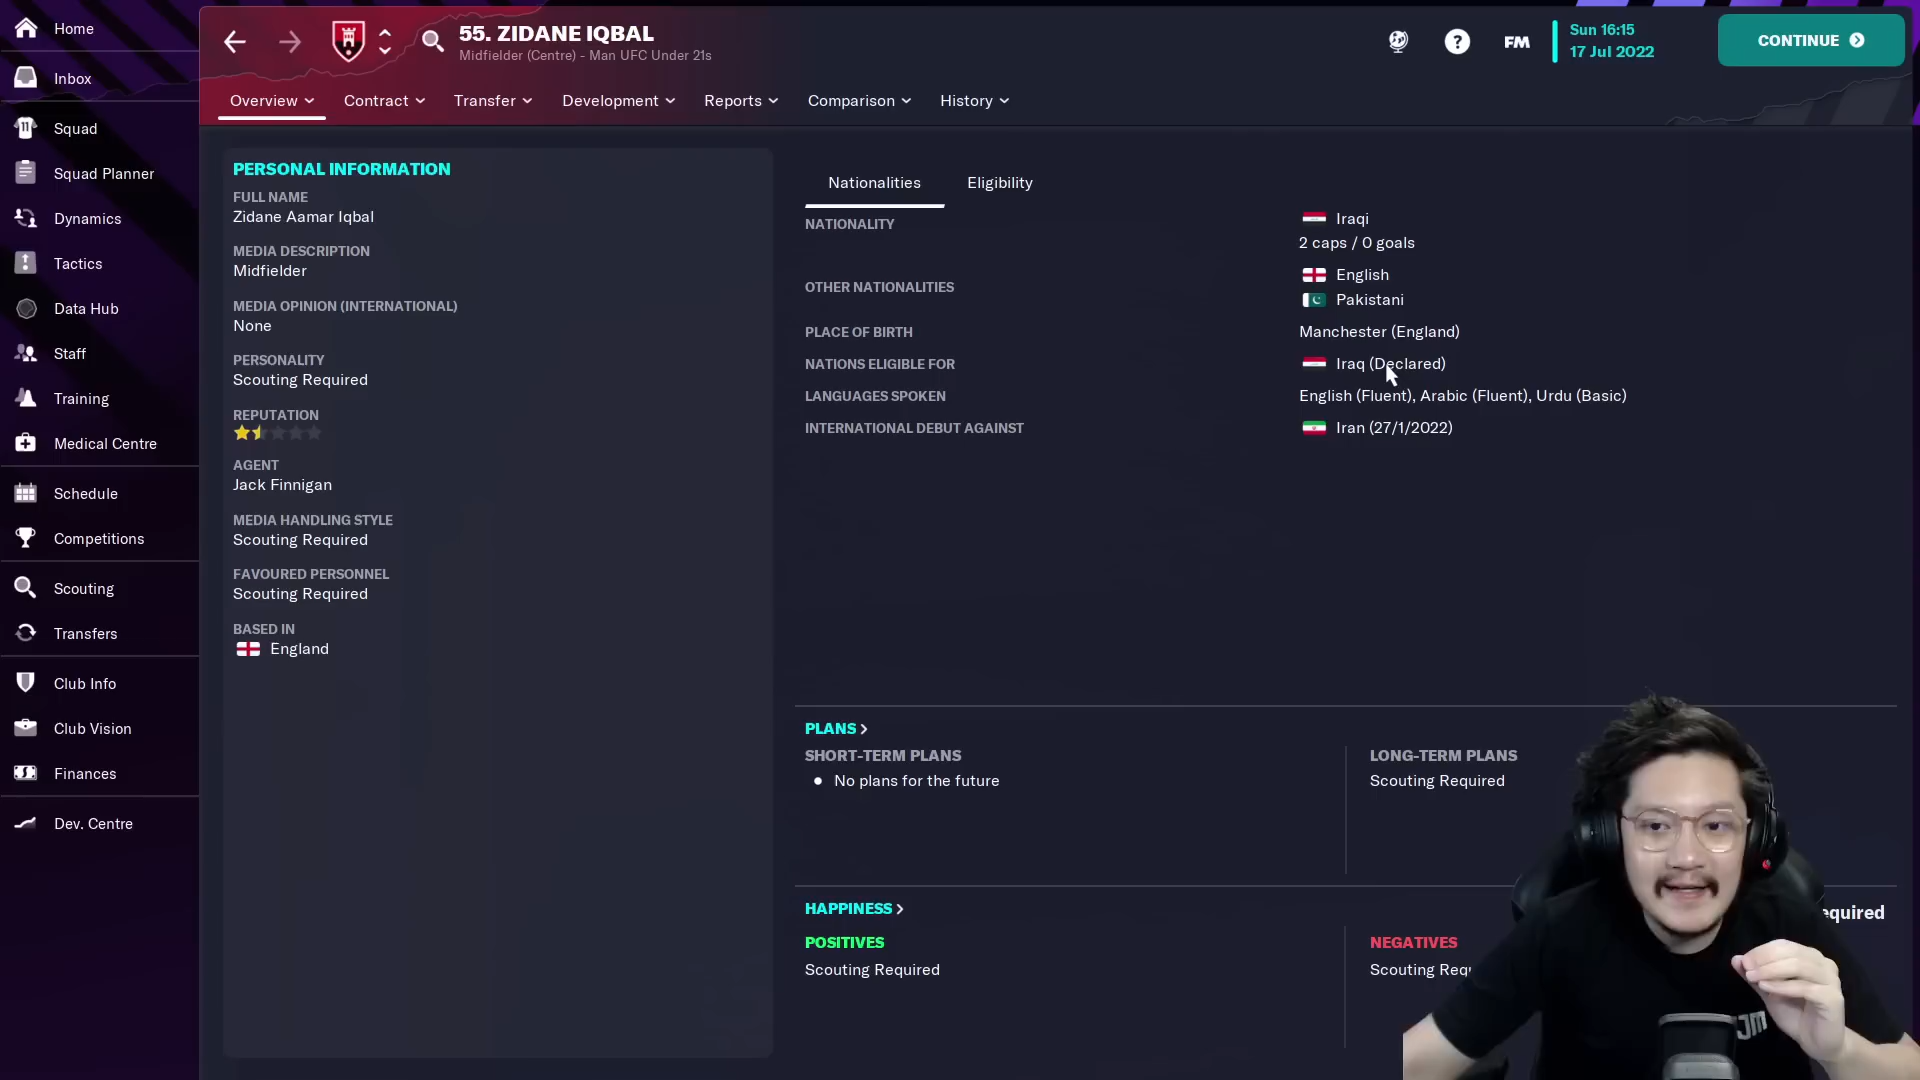 Home
Inbox
Squad
Squad Planner
Dynamics
Tactics
Data Hub
Staff
Training
Medical Centre
Schedule
Competitions
Scouting
Transfers
Club Info
Club Vision
Finances
Dev. Centre
55. ZIDANE IQBAL
Midfielder (Centre) - Man UFC Under 21s
?
FM
Sun 16:15
17 Jul 2022
CONTINUE
Overview
Contract
Transfer
Development
Reports
Comparison
History
PERSONAL INFORMATION
FULL NAME
Zidane Aamar Iqbal
MEDIA DESCRIPTION
Midfielder
MEDIA OPINION (INTERNATIONAL)
None
PERSONALITY
Scouting Required
REPUTATION
AGENT
Jack Finnigan
MEDIA HANDLING STYLE
Scouting Required
FAVOURED PERSONNEL
Scouting Required
BASED IN
England
Nationalities
Eligibility
NATIONALITY
Iraqi
2 caps / 0 goals
OTHER NATIONALITIES
English
Pakistani
PLACE OF BIRTH
Manchester (England)
NATIONS ELIGIBLE FOR
Iraq (Declared)
LANGUAGES SPOKEN
English (Fluent), Arabic (Fluent), Urdu (Basic)
INTERNATIONAL DEBUT AGAINST
Iran (27/1/2022)
PLANS
SHORT-TERM PLANS
• No plans for the future
LONG-TERM PLANS
Scouting Required
HAPPINESS
equired
POSITIVES
Scouting Required
NEGATIVES
Scouting Req